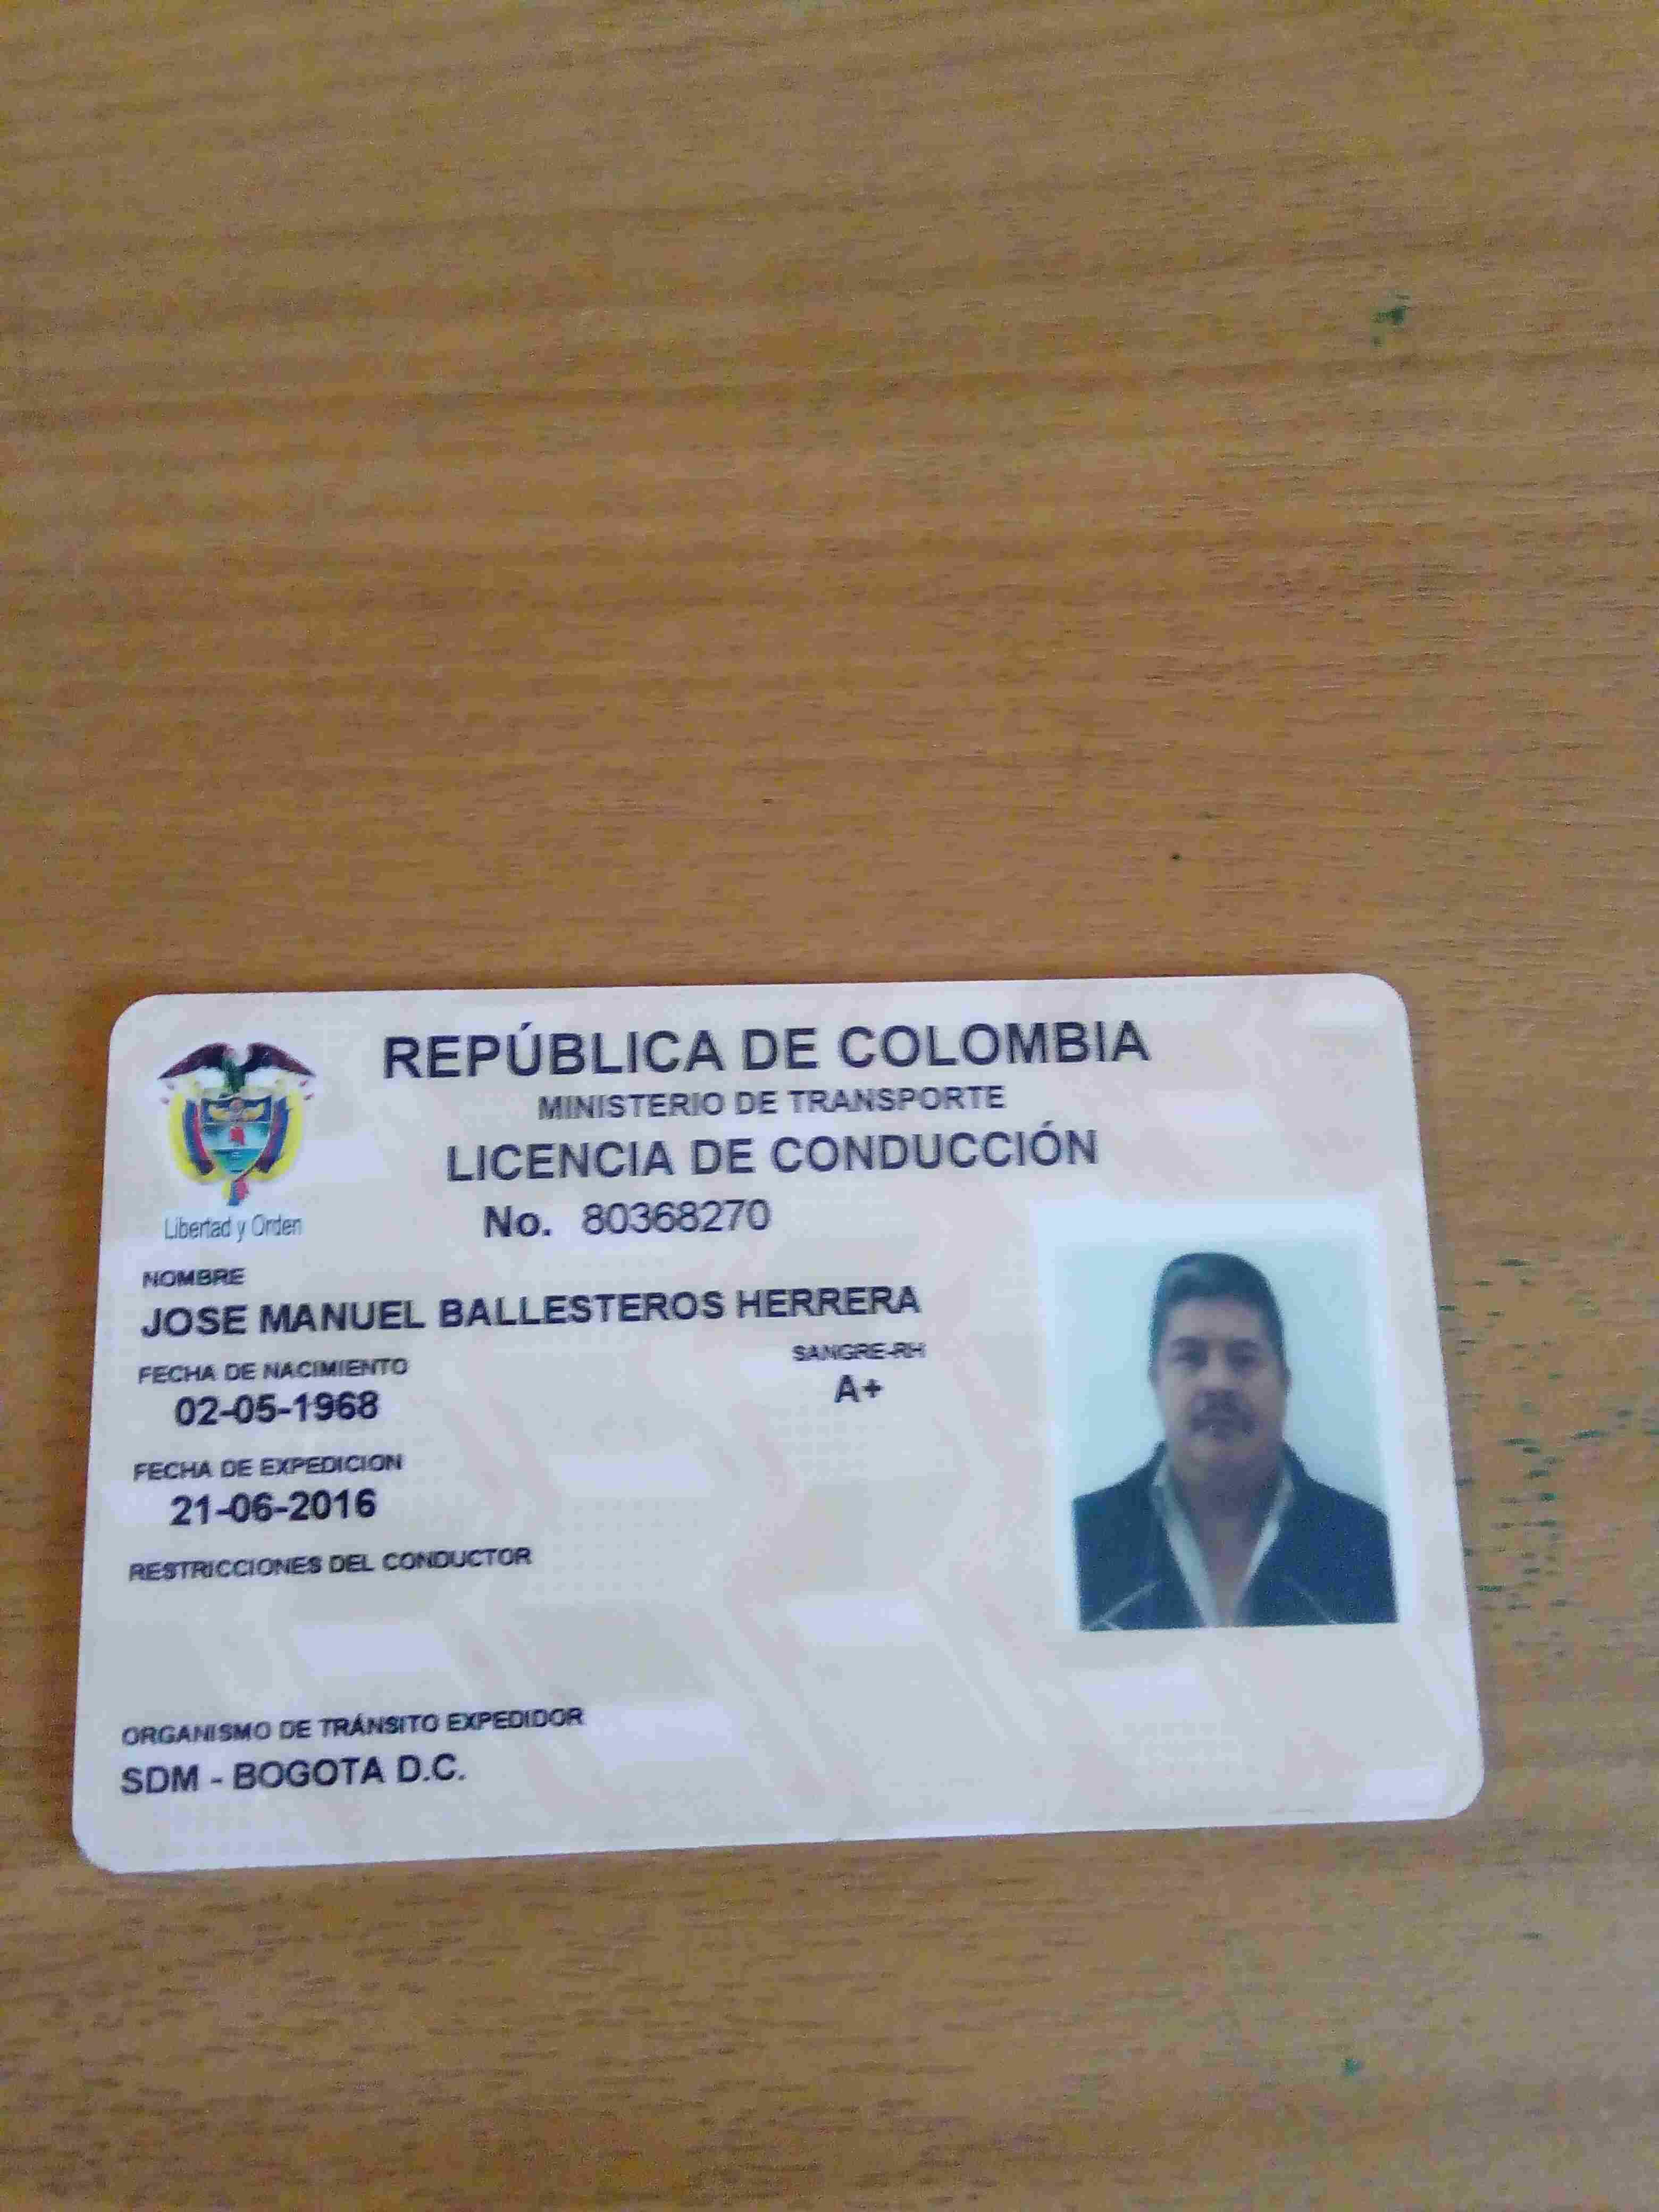 REPÚBLICA DE COLOMBIA
MINISTERIO DE TRANSPORTE
LICENCIA DE CONDUCCIÓN
No. 80368270
Libertad y Orden
NOMBRE
JOSE MANUEL BALLESTEROS HERRERA
FECHA DE NACIMIENTO
02-05-1968
SANGRE-RH
A+
FECHA DE EXPEDICION
21-06-2016
RESTRICCIONES DEL CONDUCTOR
ORGANISMO DE TRÁNSITO EXPEDIDOR
SDM - BOGOTA D.C.